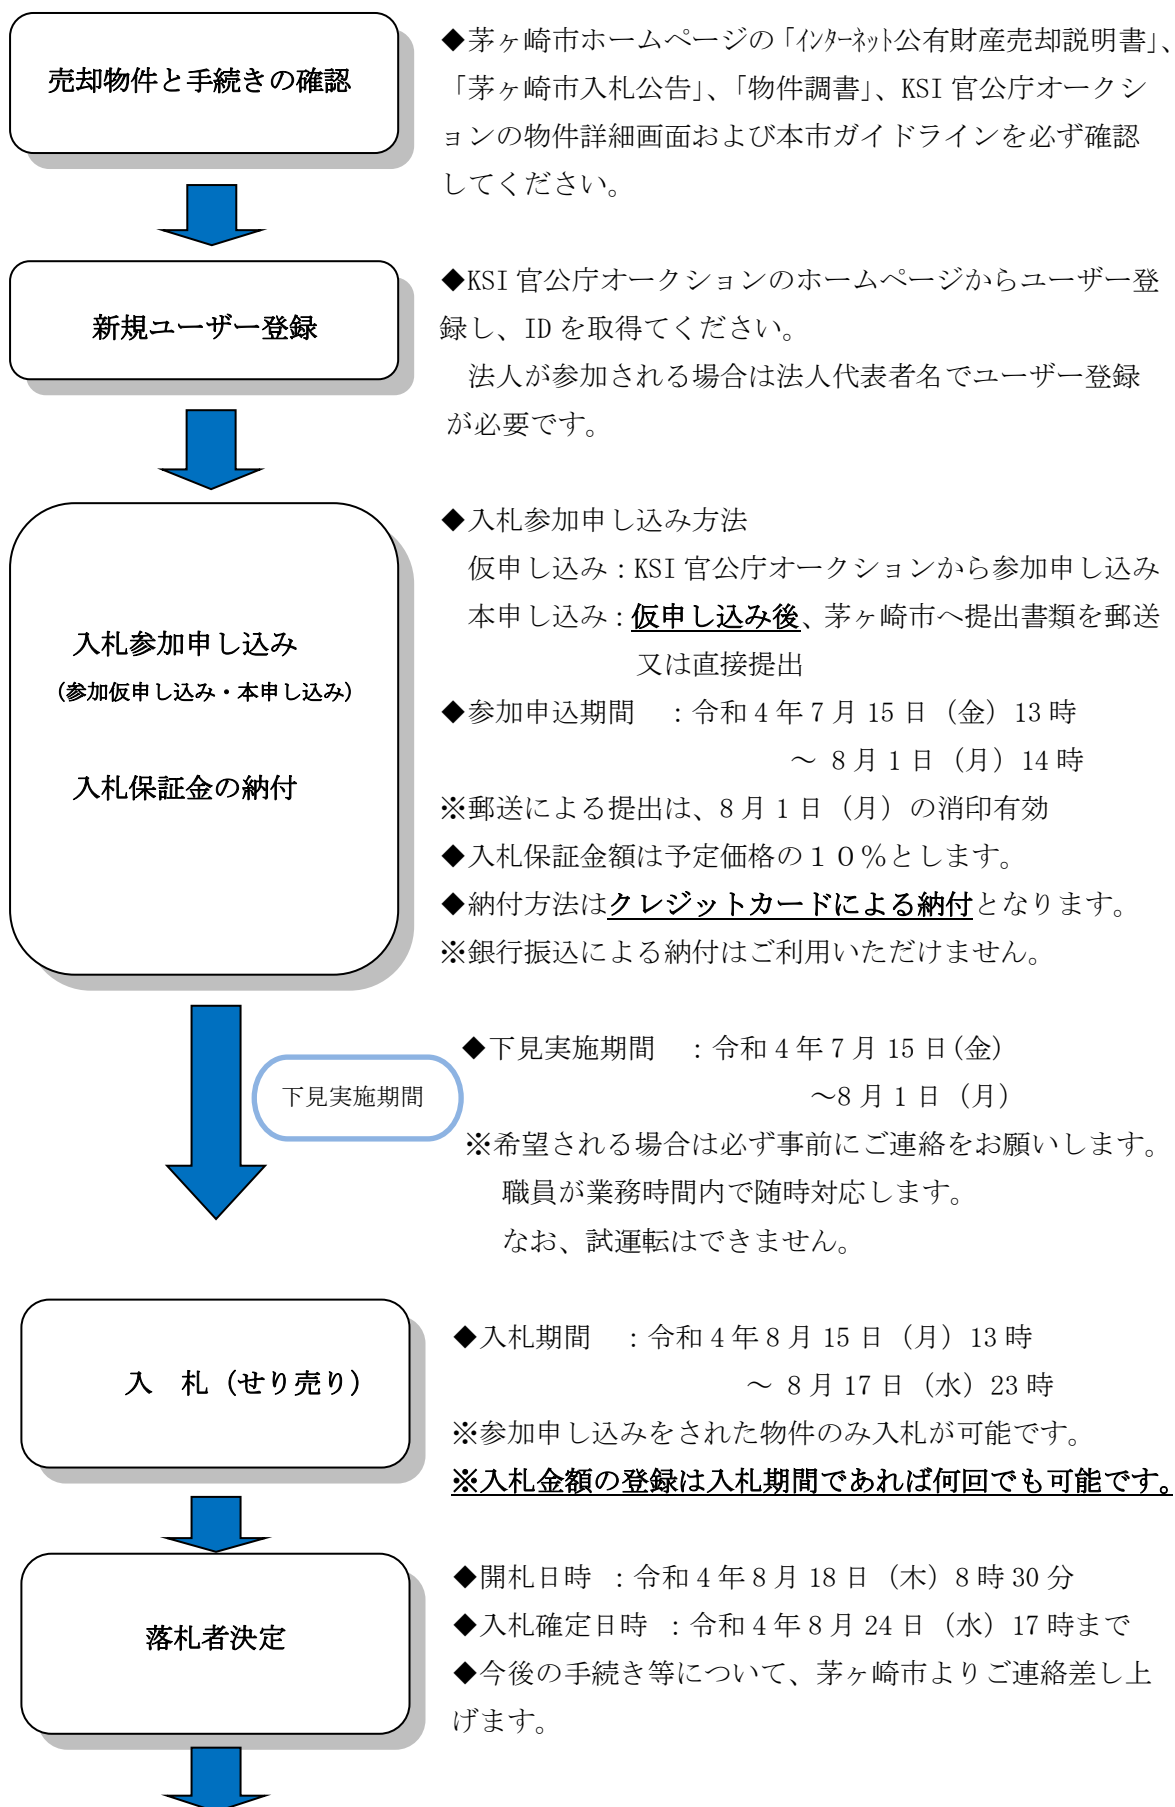 売却物件と手続きの確認
◆茅ヶ崎市ホームページの「インターネット公有財産売却説明書」、
「茅ヶ崎市入札公告」、「物件調書」、KSI 官公庁オークシ
ョンの物件詳細画面および本市ガイドラインを必ず確認
してください。
新規ユーザー登録
◆KSI 官公庁オークションのホームページからユーザー登
録し、ID を取得てください。
法人が参加される場合は法人代表者名でユーザー登録
が必要です。
入札参加申し込み
（参加仮申し込み・本申し込み）
入札保証金の納付
◆入札参加申し込み方法
仮申し込み：KSI 官公庁オークションから参加申し込み
本申し込み：仮申し込み後、茅ヶ崎市へ提出書類を郵送
又は直接提出
◆参加申込期間　：令和 4 年 7 月 15 日（金）13 時
～ 8 月 1 日（月）14 時
※郵送による提出は、8 月 1 日（月）の消印有効
◆入札保証金額は予定価格の１０％とします。
◆納付方法はクレジットカードによる納付となります。
※銀行振込による納付はご利用いただけません。
下見実施期間
◆下見実施期間　：令和 4 年 7 月 15 日(金)
～8 月 1 日（月）
※希望される場合は必ず事前にご連絡をお願いします。
職員が業務時間内で随時対応します。
なお、試運転はできません。
入　札（せり売り）
◆入札期間　：令和 4 年 8 月 15 日（月）13 時
～ 8 月 17 日（水）23 時
※参加申し込みをされた物件のみ入札が可能です。
※入札金額の登録は入札期間であれば何回でも可能です。
落札者決定
◆開札日時　：令和 4 年 8 月 18 日（木）8 時 30 分
◆入札確定日時　：令和 4 年 8 月 24 日（水）17 時まで
◆今後の手続き等について、茅ヶ崎市よりご連絡差し上
げます。